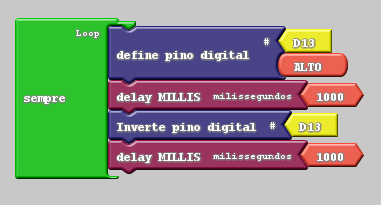 Loop
sempre
define pino digital # D13
ALTO
delay MILLIS milissegundos 1000
Inverte pino digital # D13
delay MILLIS milissegundos 1000